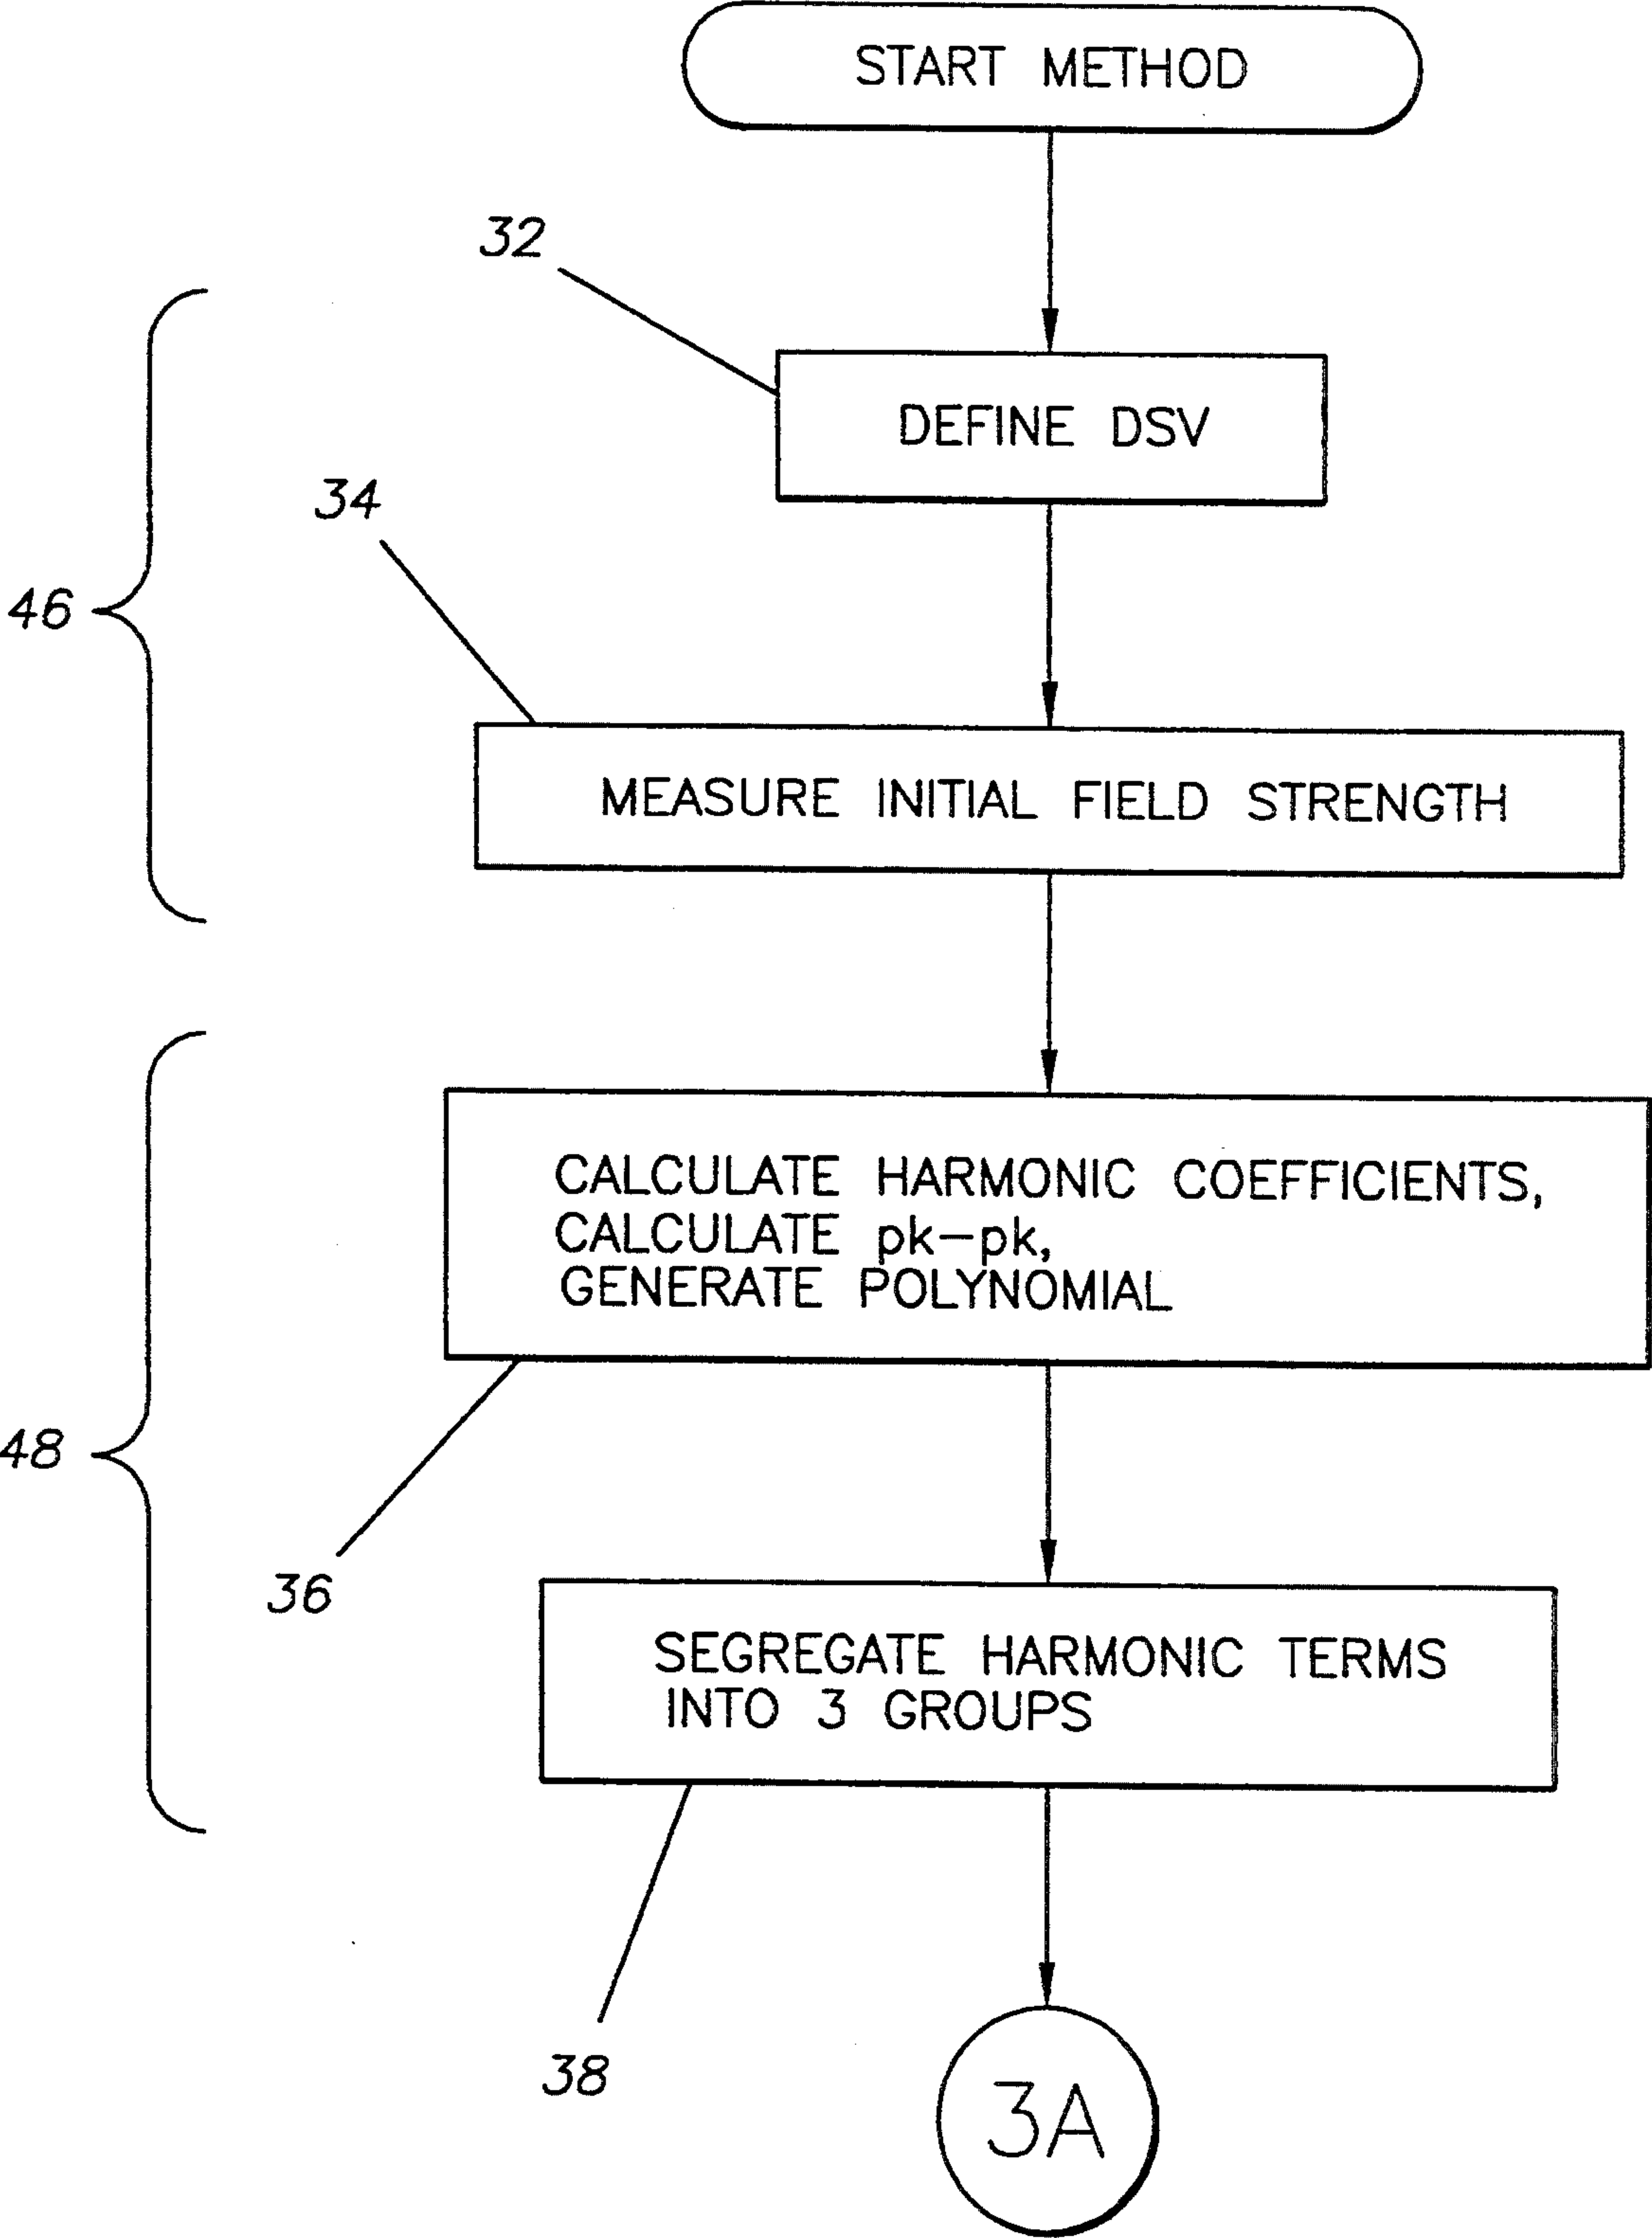 START METHOD
32
DEFINE DSV
34
46
MEASURE INITIAL FIELD STRENGTH
CALCULATE HARMONIC COEFFICIENTS,
CALCULATE pk-pk,
GENERATE POLYNOMIAL
48
36
SEGREGATE HARMONIC TERMS
INTO 3 GROUPS
38
3A